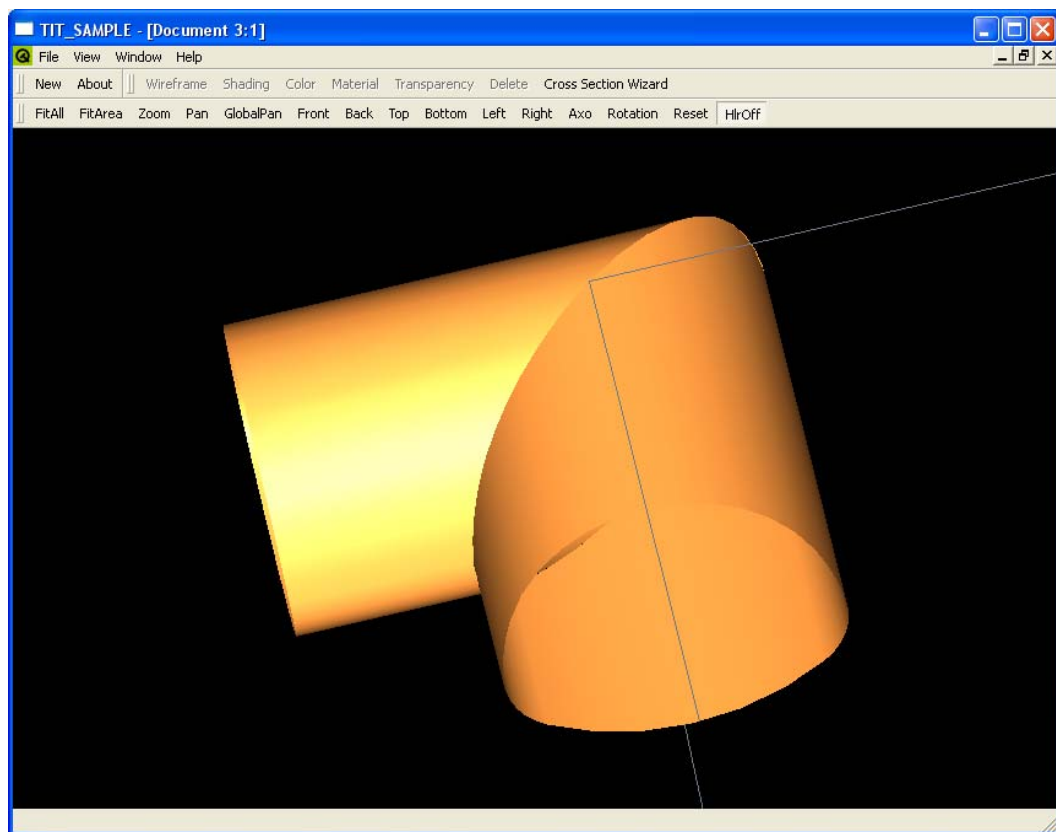 TIT_SAMPLE - [Document 3:1]
File View Window Help
New About Wireframe Shading Color Material Transparency Delete Cross Section Wizard
FitAll FitArea Zoom Pan GlobalPan Front Back Top Bottom Left Right Axo Rotation Reset HlrOff